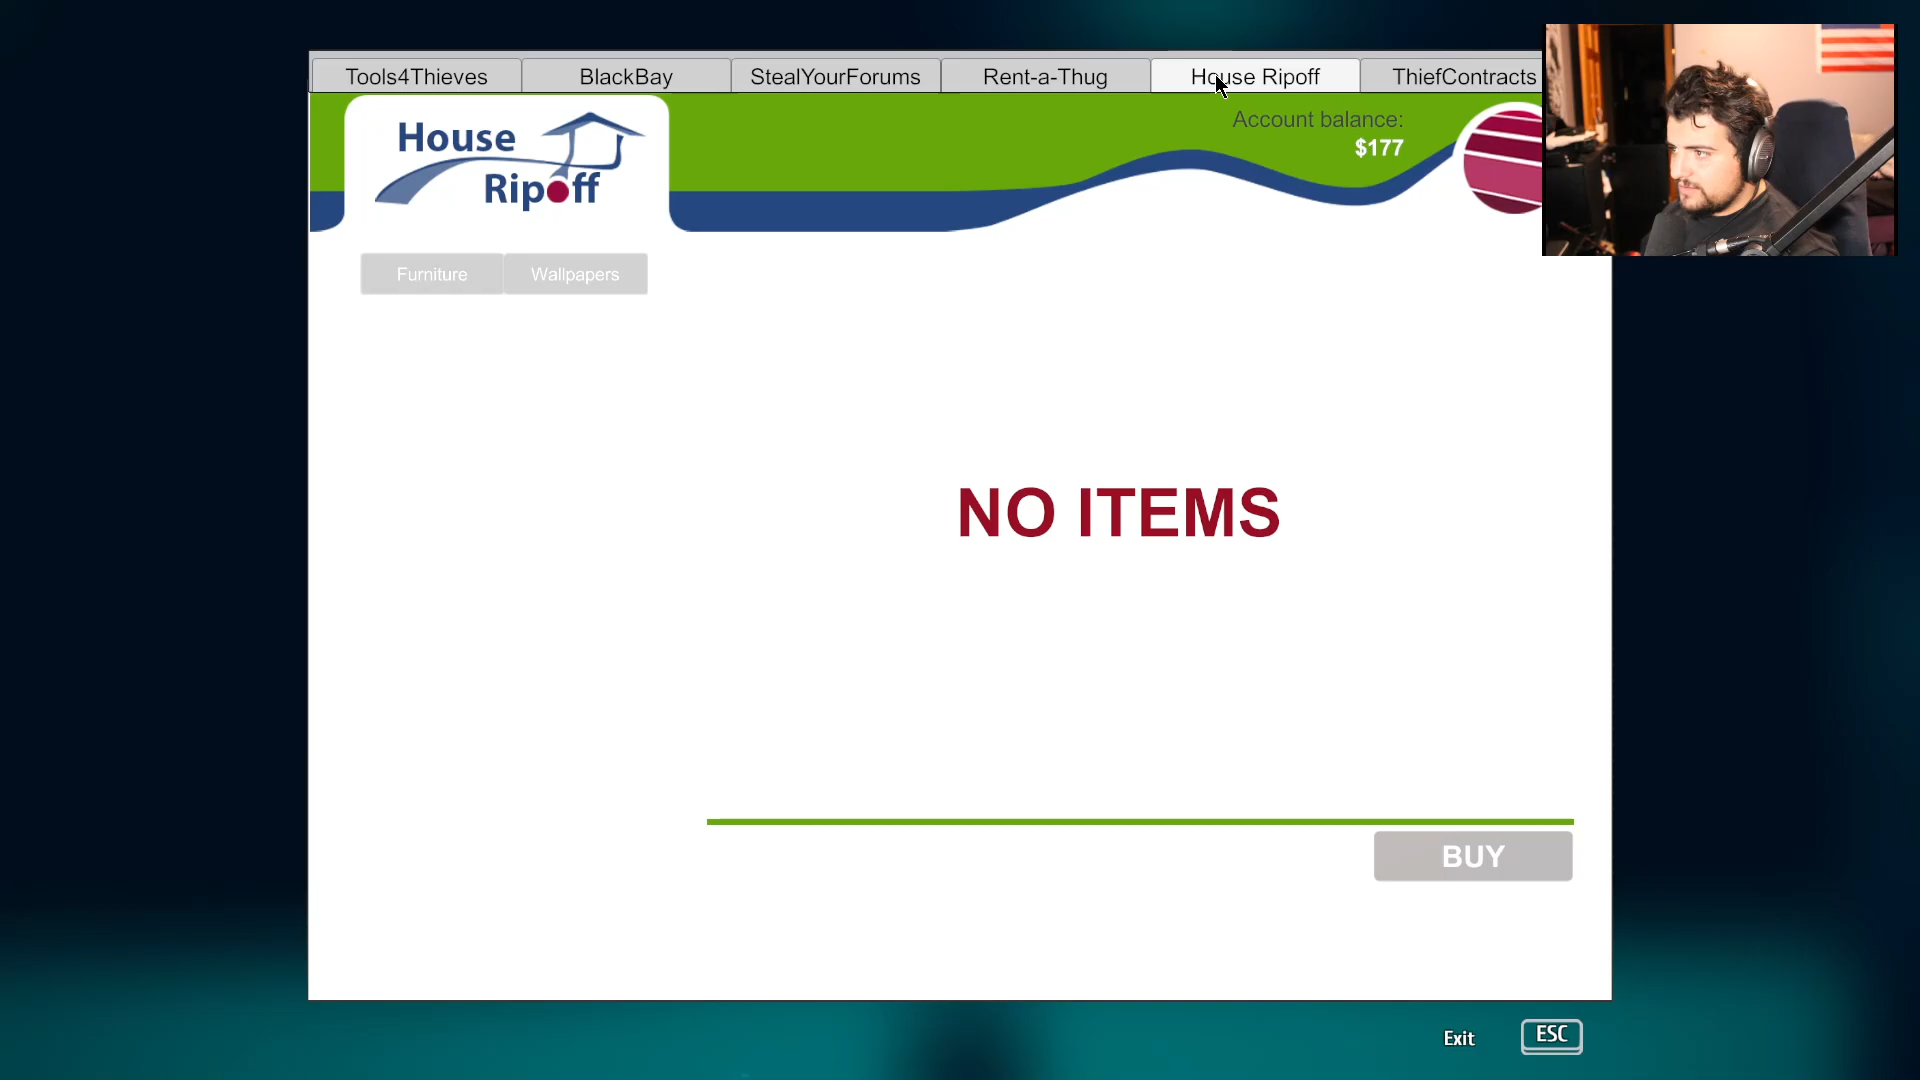 Tools4Thieves
BlackBay
StealYourForums
Rent-a-Thug
House Ripoff
ThiefContracts
House
Ripoff
Account balance:
$177
Furniture
Wallpapers
NO ITEMS
BUY
Exit
ESC